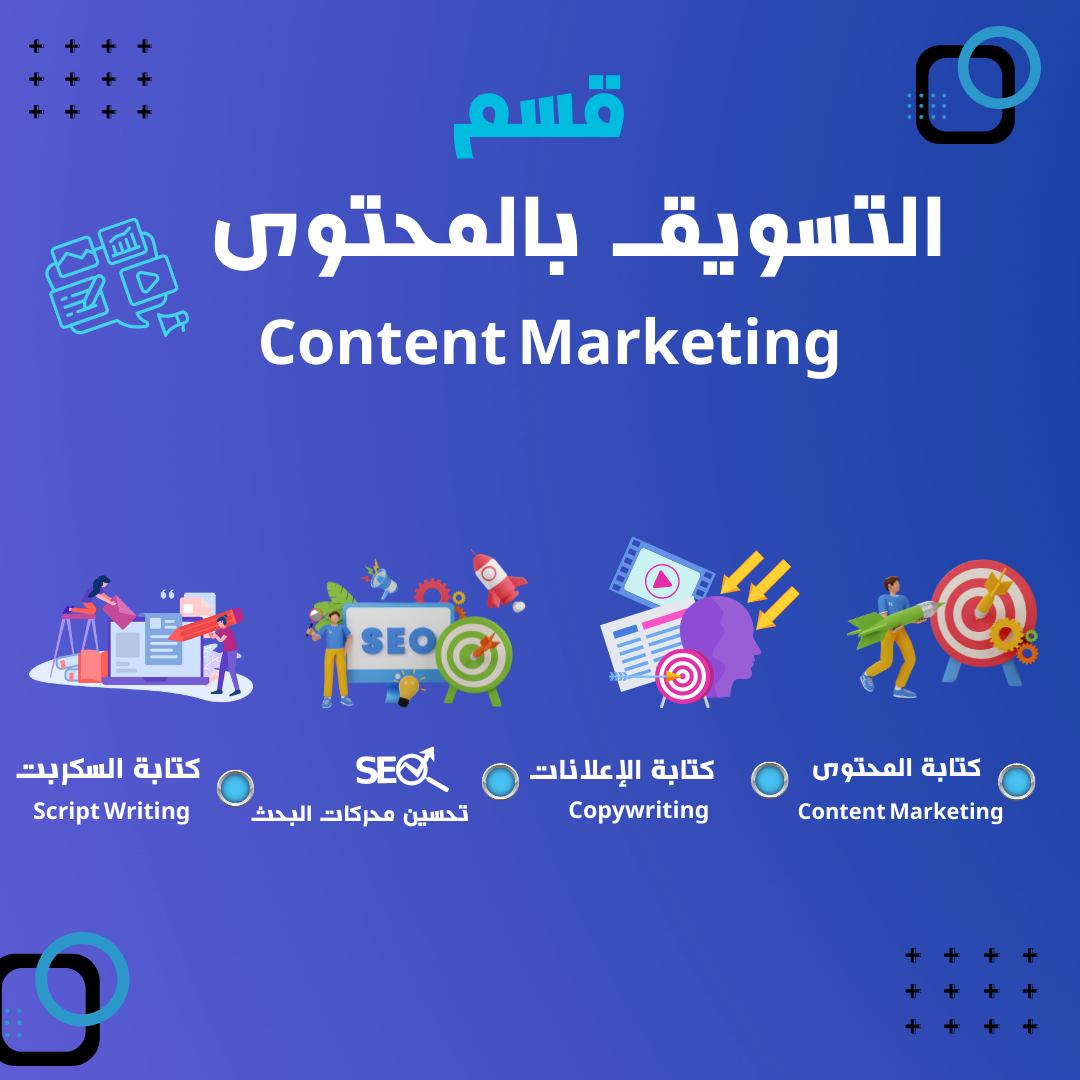 قسم
التسويق بالمحتوى
Content Marketing
SEO
كتابة المحتوى
Content Marketing
كتابة الإعلانات
Copywriting
SEO
تحسين محركات البحث
كتابة السكربت
Script Writing